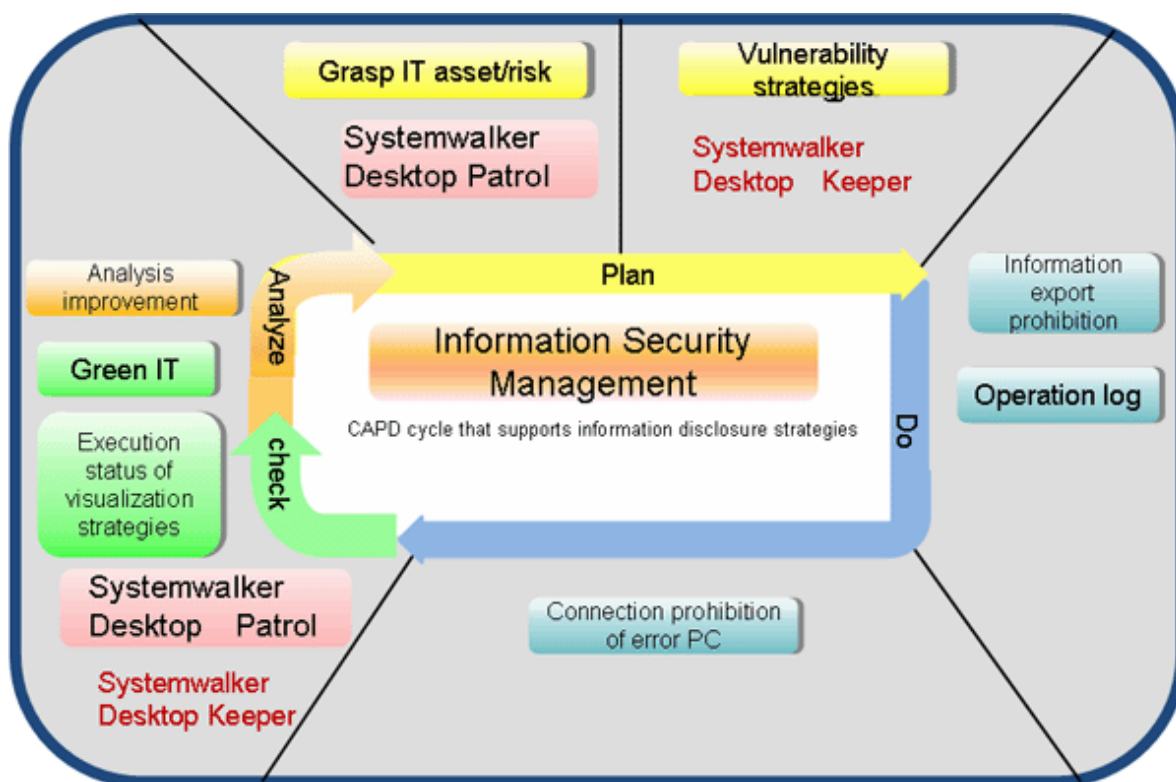 Grasp IT asset/risk
Systemwalker
Desktop Patrol
Vulnerability
strategies
Systemwalker
Desktop Keeper
Analysis
improvement
Green IT
Execution
status of
visualization
strategies
Systemwalker
Desktop Patrol
Systemwalker
Desktop Keeper
Analyze
check
Plan
Information Security
Management
CAPD cycle that supports information disclosure strategies
Do
Information
export
prohibition
Operation log
Connection prohibition
of error PC